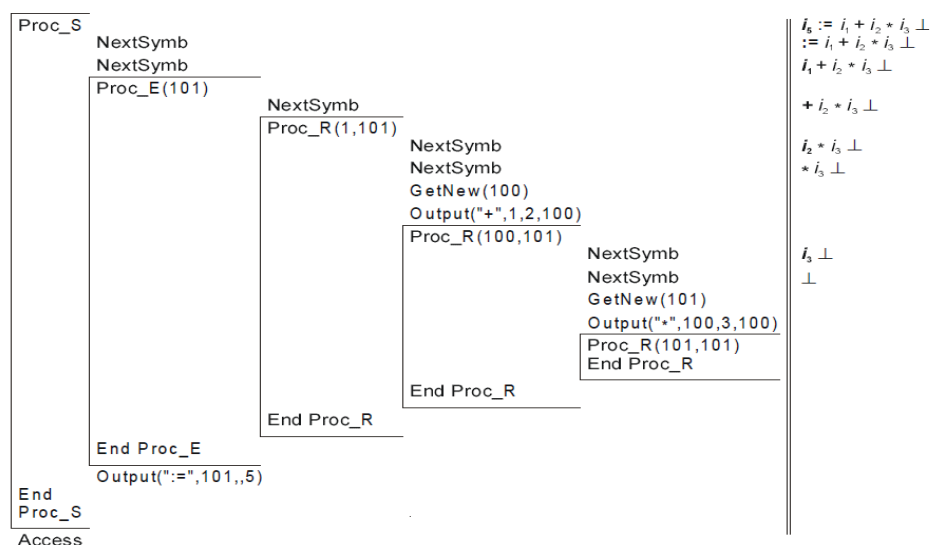 Proc_S
i₅ := i₁ + i₂ * i₃ ⊥
NextSymb
:= i₁ + i₂ * i₃ ⊥
NextSymb
i₁ + i₂ * i₃ ⊥
Proc_E(101)
NextSymb
+ i₂ * i₃ ⊥
Proc_R(1,101)
NextSymb
i₂ * i₃ ⊥
NextSymb
* i₃ ⊥
GetNew(100)
Output("+",1,2,100)
Proc_R(100,101)
NextSymb
i₃ ⊥
NextSymb
⊥
GetNew(101)
Output("*",100,3,100)
Proc_R(101,101)
End Proc_R
End Proc_R
End Proc_R
End Proc_E
Output(":=",101,,5)
End
Proc_S
Access